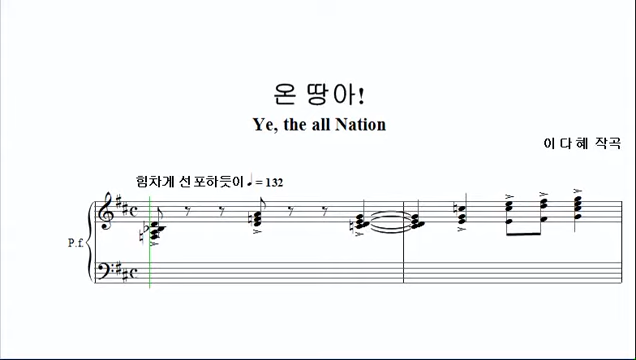 온 땅아!
Ye, the all Nation
이다혜 작곡
힘차게 선포하듯이 ♩ = 132
P.f.